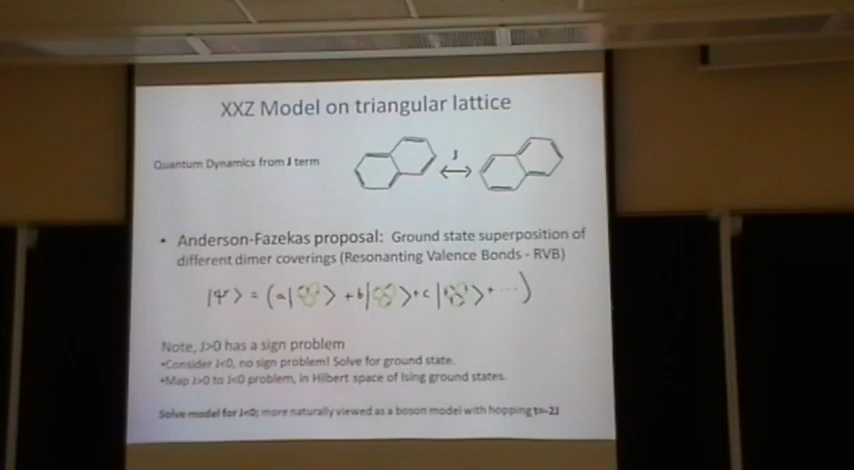 XXZ Model on triangular lattice
Quantum Dynamics from J term
J
• Anderson-Fazekas proposal: Ground state superposition of
different dimer coverings (Resonanting Valence Bonds - RVB)
|Ψ> = (a| > + b| > + c| > + ...)
Note, J>0 has a sign problem
•Consider J<0, no sign problem! Solve for ground state.
•Map J>0 to J<0 problem, in Hilbert space of Ising ground states.
Solve model for J<0; more naturally viewed as a boson model with hopping t=-2J